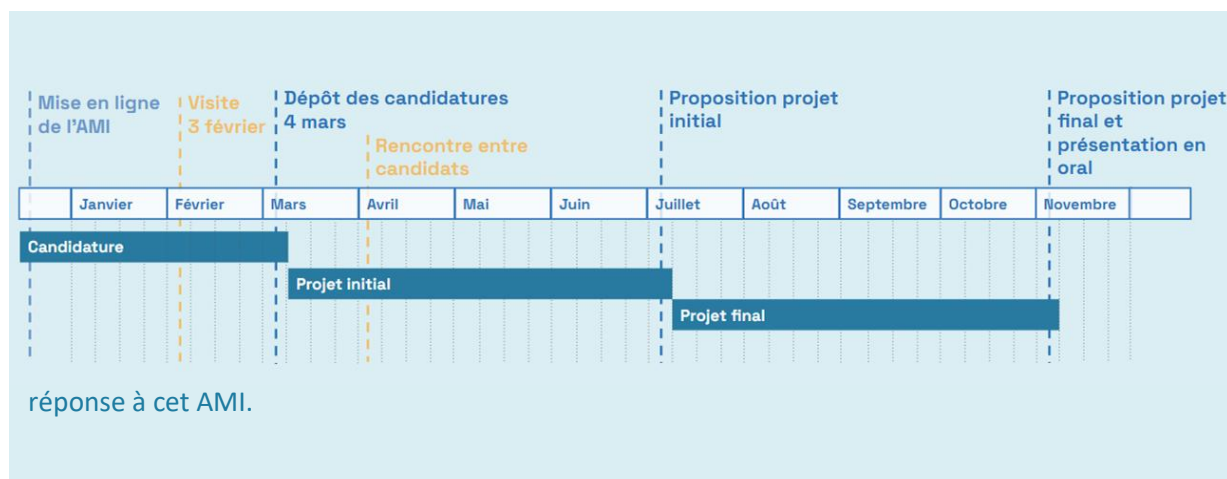 Mise en ligne
de l'AMI
Visite
3 février
Dépôt des candidatures
4 mars
Rencontre entre
candidats
Proposition projet
initial
Proposition projet
final et
présentation en
oral
Janvier Février Mars Avril Mai Juin Juillet Août Septembre Octobre Novembre
Candidature
Projet initial
Projet final
réponse à cet AMI.